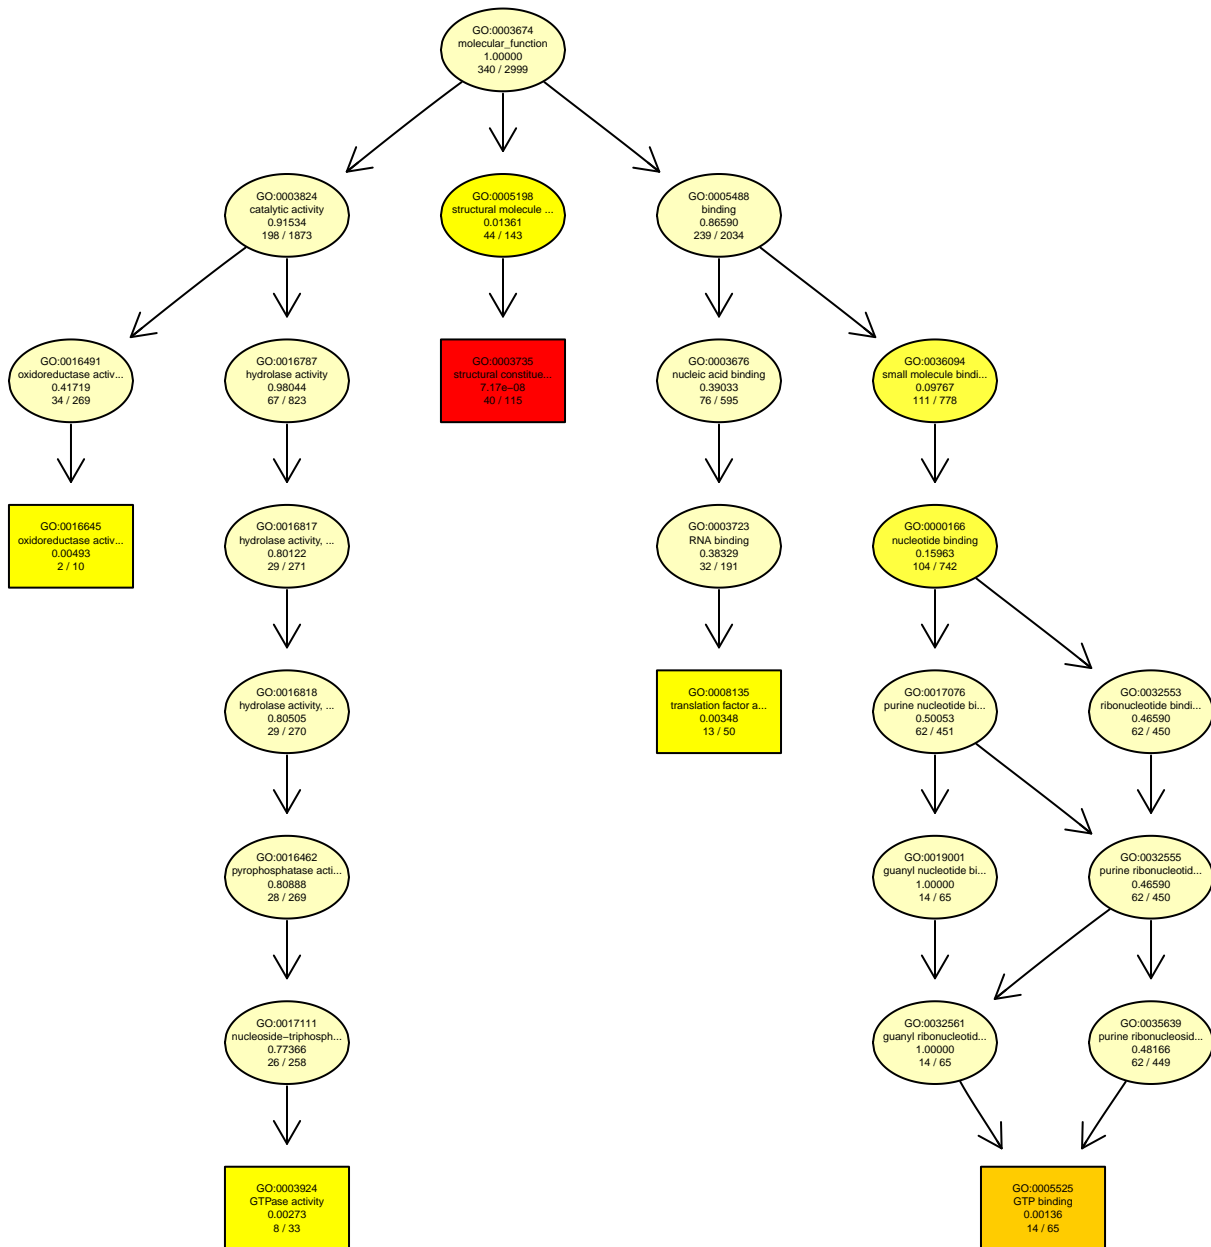 GO:0003674
molecular_function
1.00000
340 / 2999
GO:0003824
catalytic activity
0.91534
198 / 1873
GO:0005198
structural molecule ...
0.01361
44 / 143
GO:0005488
binding
0.86590
239 / 2034
GO:0016491
oxidoreductase activ...
0.41719
34 / 269
GO:0016787
hydrolase activity
0.98044
67 / 823
GO:0003735
structural constitue...
7.17e−08
40 / 115
GO:0003676
nucleic acid binding
0.39033
76 / 595
GO:0036094
small molecule bindi...
0.09767
111 / 778
GO:0016645
oxidoreductase activ...
0.00493
2 / 10
GO:0016817
hydrolase activity, ...
0.80122
29 / 271
GO:0003723
RNA binding
0.38329
32 / 191
GO:0000166
nucleotide binding
0.15963
104 / 742
GO:0016818
hydrolase activity, ...
0.80505
29 / 270
GO:0008135
translation factor a...
0.00348
13 / 50
GO:0017076
purine nucleotide bi...
0.50053
62 / 451
GO:0032553
ribonucleotide bindi...
0.46590
62 / 450
GO:0016462
pyrophosphatase acti...
0.80888
28 / 269
GO:0019001
guanyl nucleotide bi...
1.00000
14 / 65
GO:0032555
purine ribonucleotid...
0.46590
62 / 450
GO:0017111
nucleoside−triphosph...
0.77366
26 / 258
GO:0032561
guanyl ribonucleotid...
1.00000
14 / 65
GO:0035639
purine ribonucleosid...
0.48166
62 / 449
GO:0003924
GTPase activity
0.00273
8 / 33
GO:0005525
GTP binding
0.00136
14 / 65